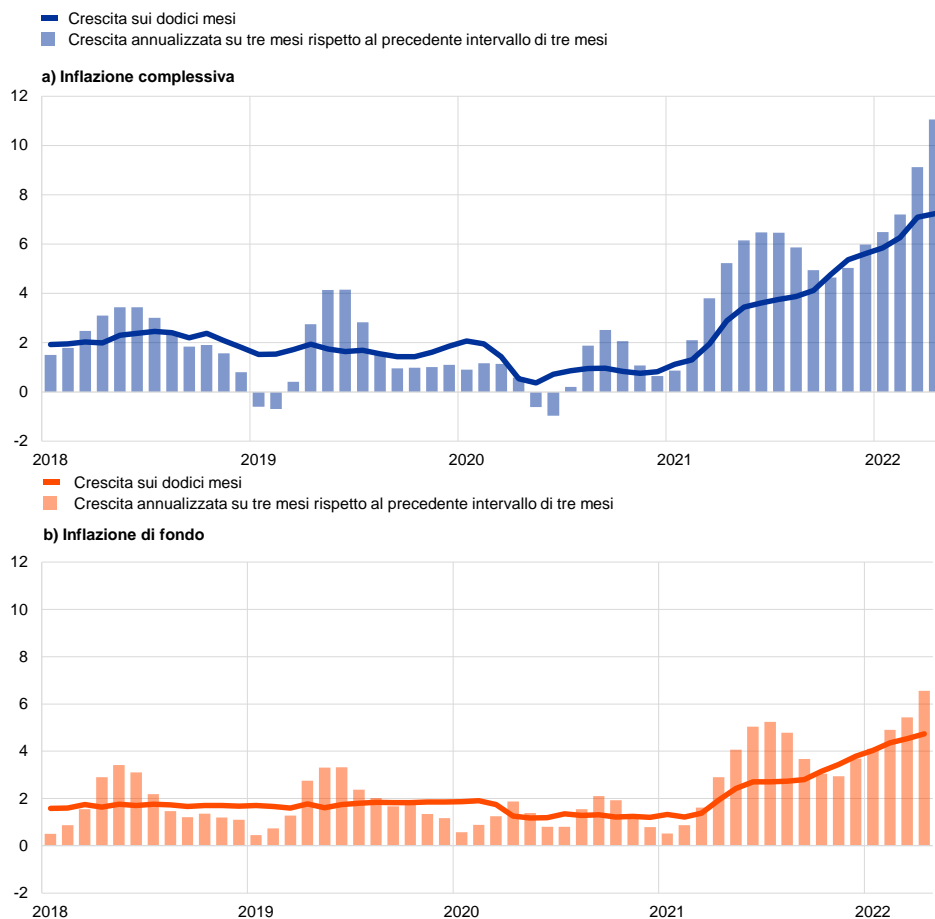 Crescita sui dodici mesi
Crescita annualizzata su tre mesi rispetto al precedente intervallo di tre mesi
a) Inflazione complessiva
12
10
8
6
4
2
0
-2
2018 2019 2020 2021 2022
Crescita sui dodici mesi
Crescita annualizzata su tre mesi rispetto al precedente intervallo di tre mesi
b) Inflazione di fondo
12
10
8
6
4
2
0
-2
2018 2019 2020 2021 2022